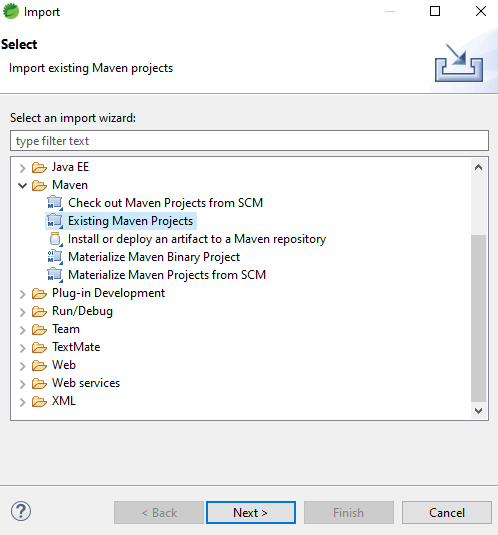 Import
Select
Import existing Maven projects
Select an import wizard:
type filter text
Java EE
Maven
Check out Maven Projects from SCM
Existing Maven Projects
Install or deploy an artifact to a Maven repository
Materialize Maven Binary Project
Materialize Maven Projects from SCM
Plug-in Development
Run/Debug
Team
TextMate
Web
Web services
XML
?
< Back
Next >
Finish
Cancel